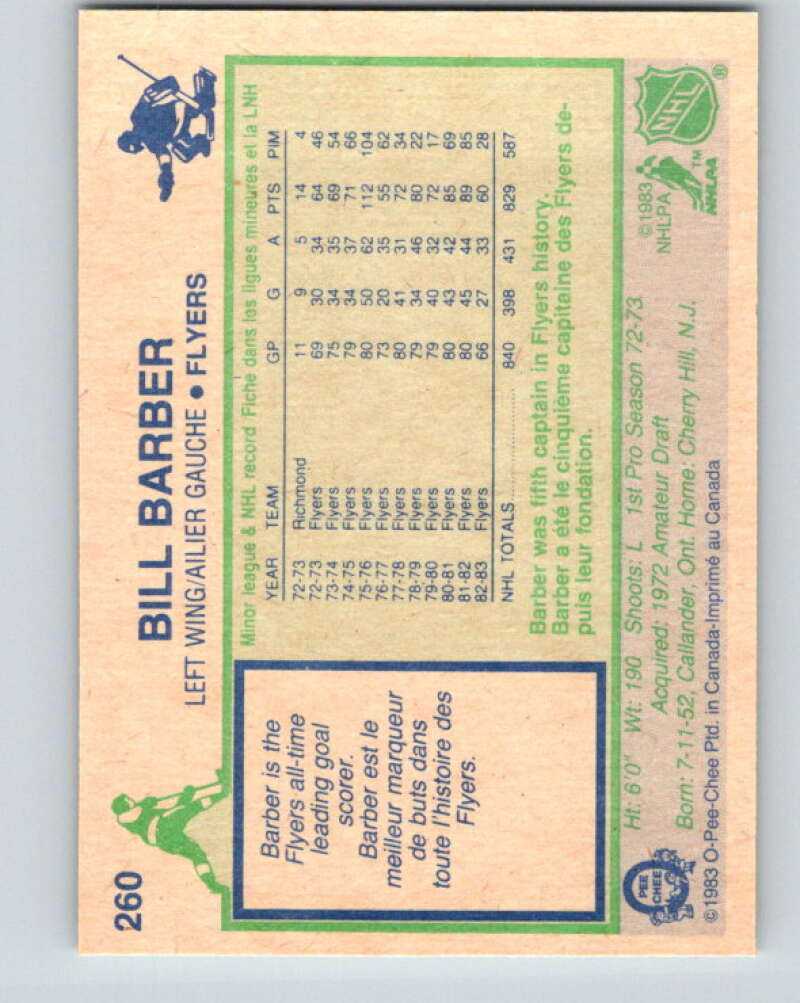 260
BILL BARBER
LEFT WING/AILIER GAUCHE • FLYERS
Barber is the
Flyers all-time
leading goal
scorer.
Barber est le
meilleur marqueur
de buts dans
toute l'histoire des
Flyers.
Minor league & NHL record Fiche dans los ligues mineures et la LNH
YEAR TEAM GP G A PTS PIM
72-73 Richmond 11 9 5 14 4
72-73 Flyers 69 30 34 64 46
73-74 Flyers 75 34 35 69 54
74-75 Flyers 79 34 37 71 66
75-76 Flyers 80 50 62 112 104
76-77 Flyers 73 20 35 55 62
77-78 Flyers 80 41 31 72 34
78-79 Flyers 79 34 46 80 22
79-80 Flyers 79 40 32 72 17
80-81 Flyers 80 43 42 85 69
81-82 Flyers 80 45 44 89 85
82-83 Flyers 66 27 33 60 28
NHL TOTALS 840 398 431 829 587
Barber was fifth captain in Flyers history.
Barber a été le cinquième capitaine des Flyers de-
puis leur fondation.
Ht: 6'0" Wt: 190 Shoots: L 1st Pro Season 72-73
Acquired: 1972 Amateur Draft
Born: 7-11-52, Callander, Ont. Home: Cherry Hill, N.J.
©1983
NHLPA
NHLPA TM
NHL ®
PEE
CHEE
©1983 O-Pee-Chee Ptd. in Canada-Imprimé au Canada